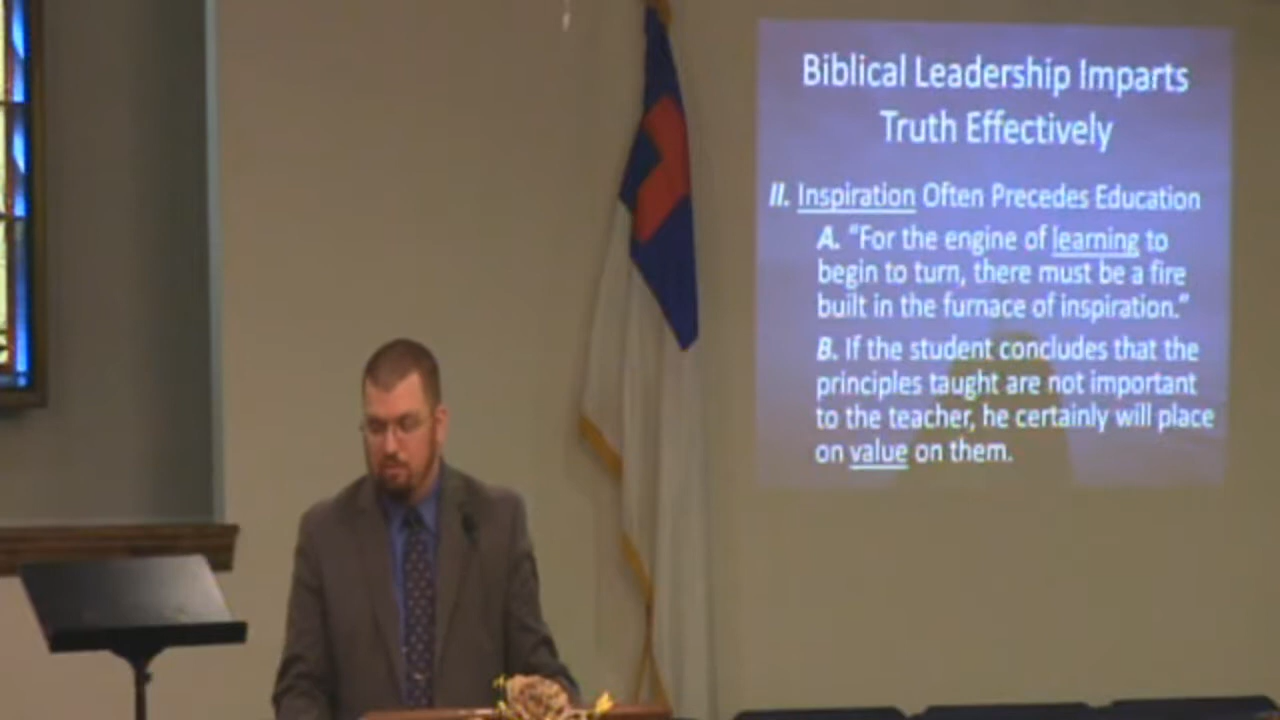 Biblical Leadership Imparts
Truth Effectively
II. Inspiration Often Precedes Education
A. "For the engine of learning to
begin to turn, there must be a fire
built in the furnace of inspiration."
B. If the student concludes that the
principles taught are not important
to the teacher, he certainly will place
on value on them.